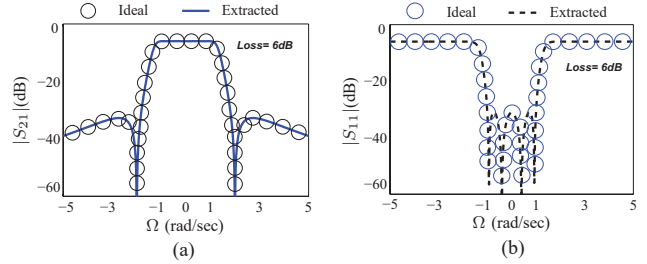 Ideal Extracted
Loss= 6dB
|S21|(dB)
0
−20
−40
−60
−5 −3 −1 0 1 3 5
Ω (rad/sec)
(a)
Ideal Extracted
Loss= 6dB
|S11|(dB)
0
−20
−40
−60
−5 −3 −1 0 1 3 5
Ω (rad/sec)
(b)